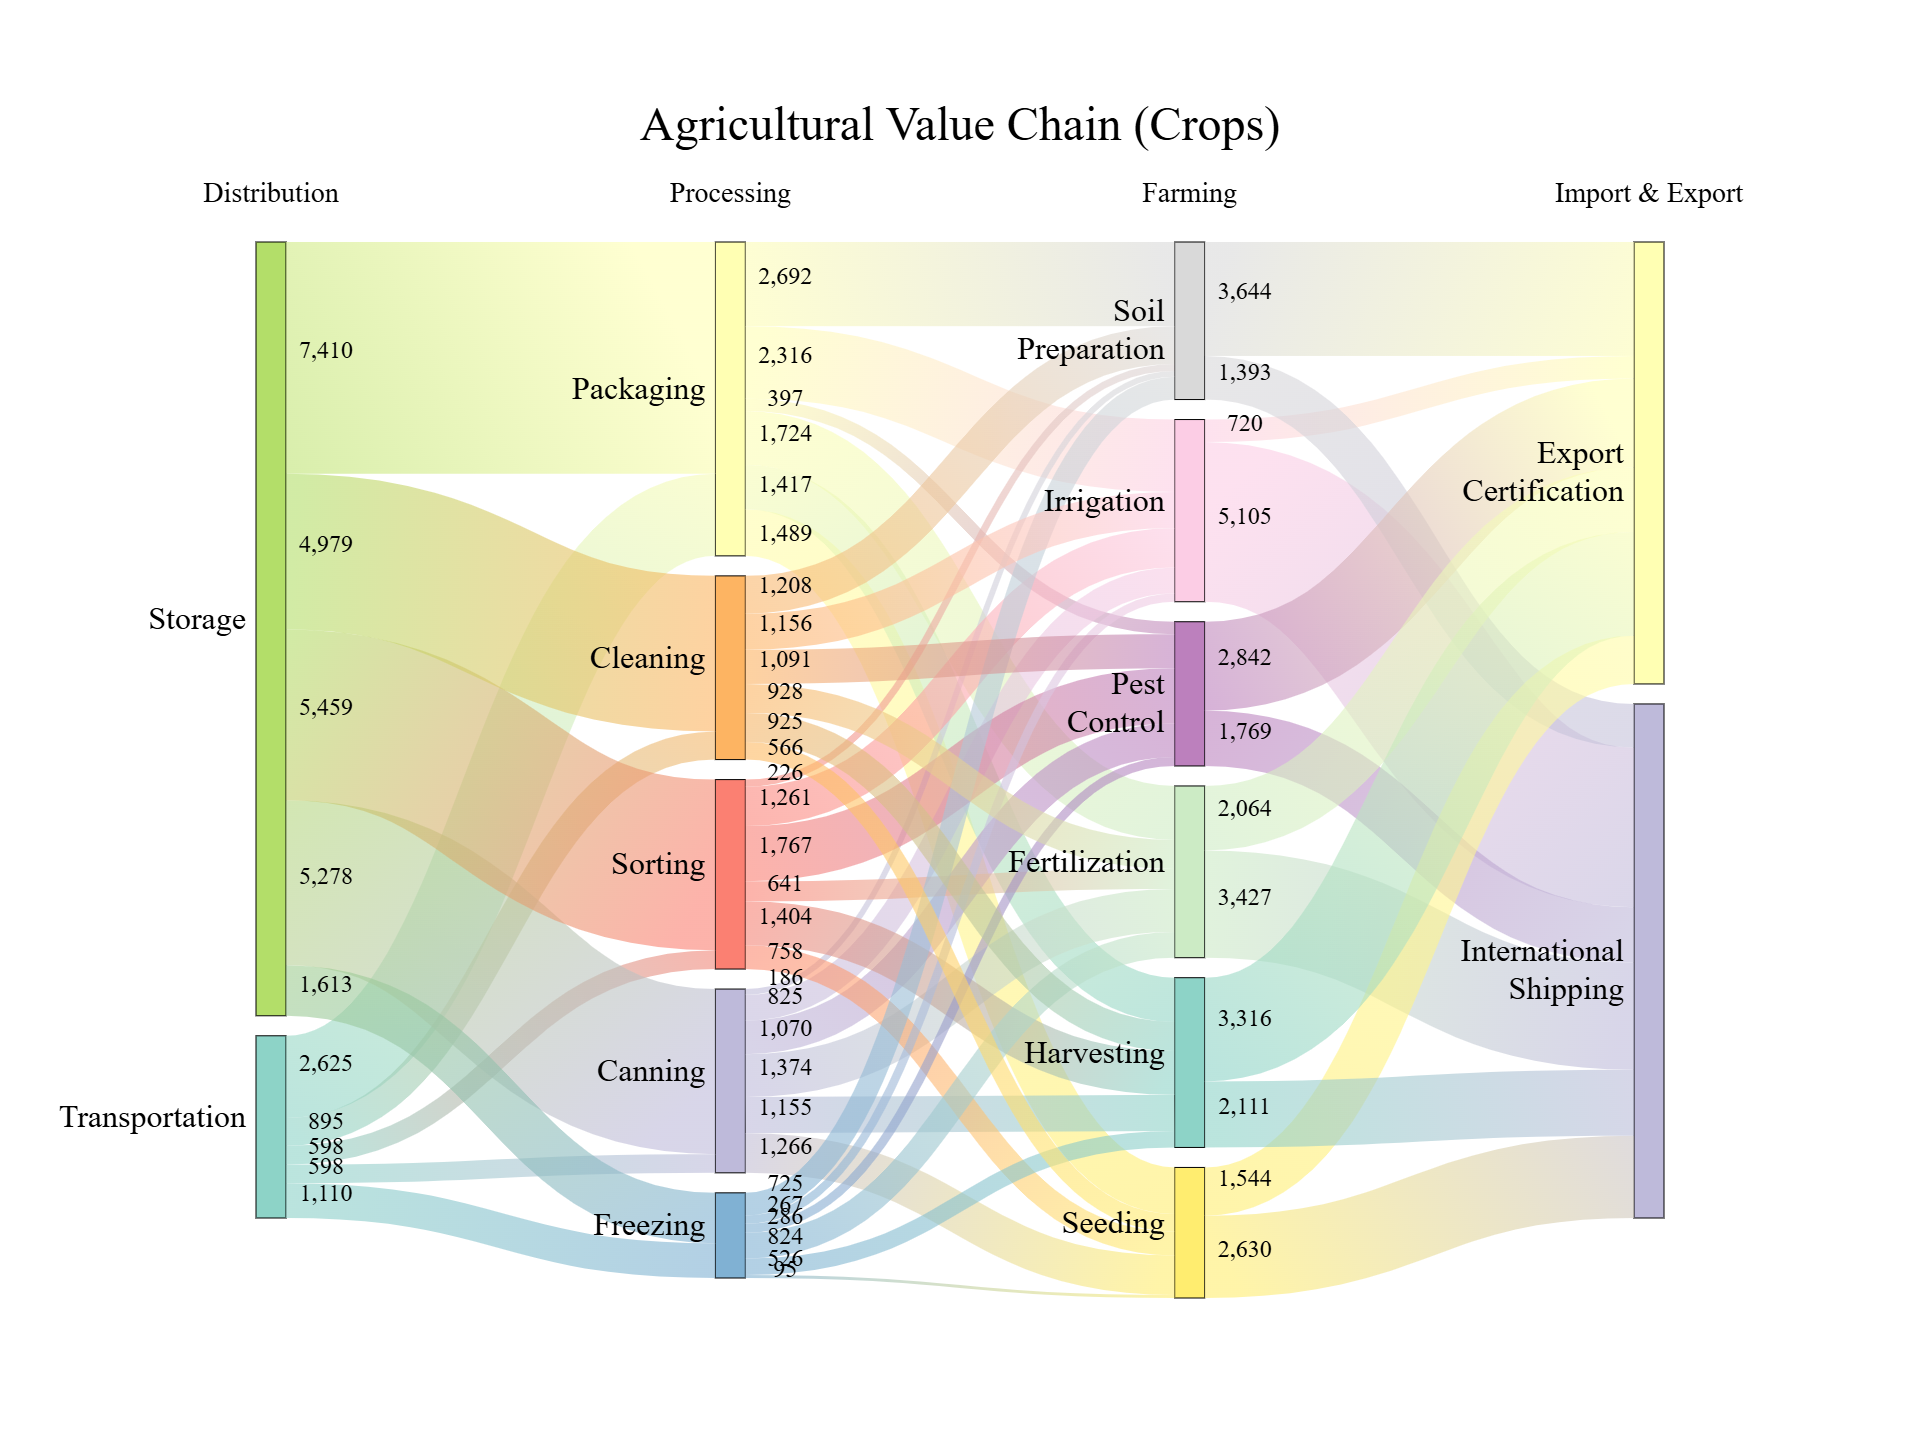 Agricultural Value Chain (Crops)
Distribution
Processing
Farming
Import & Export
Storage
7,410
4,979
5,459
5,278
1,613
Transportation
2,625
895
598
598
1,110
Packaging
2,692
2,316
397
1,724
1,417
1,489
Cleaning
1,208
1,156
1,091
928
925
566
Sorting
226
1,261
1,767
641
1,404
758
Canning
186
825
1,070
1,374
1,155
1,266
Freezing
725
267
286
824
526
95
Soil
Preparation
3,644
1,393
Irrigation
720
5,105
Pest
Control
2,842
1,769
Fertilization
2,064
3,427
Harvesting
3,316
2,111
Seeding
1,544
2,630
Export
Certification
International
Shipping